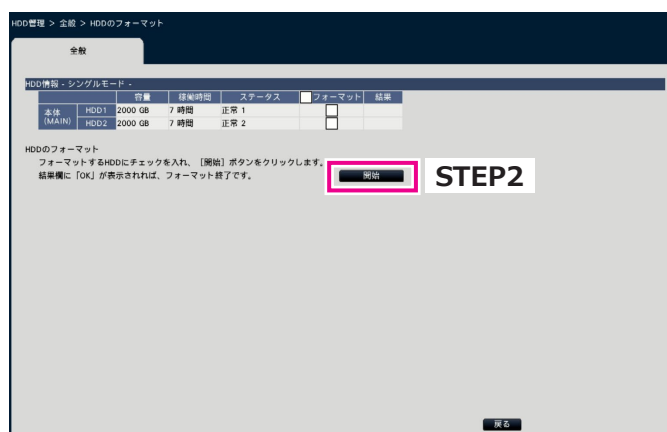 HDD管理 > 全般 > HDDのフォーマット
全般
HDD情報 - シングルモード -
容量 稼働時間 ステータス フォーマット 結果
本体 (MAIN) HDD1 2000 GB 7 時間 正常 1
HDD2 2000 GB 7 時間 正常 2
HDDのフォーマット
フォーマットするHDDにチェックを入れ、[開始] ボタンをクリックします。
結果欄に「OK」が表示されれば、フォーマット終了です。
開始
STEP2
戻る